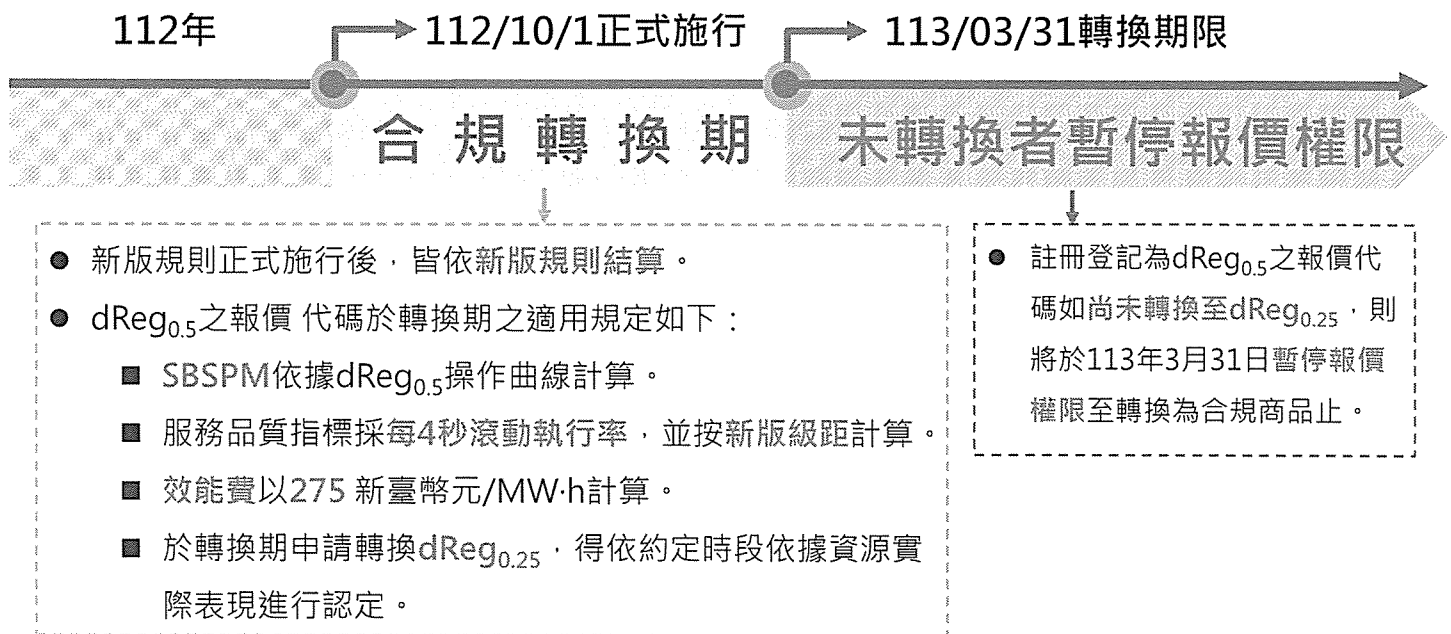 112年
112/10/1正式施行
113/03/31轉換期限
合規轉換期
未轉換者暫停報價權限
● 新版規則正式施行後，皆依新版規則結算。
● dReg0.5之報價 代碼於轉換期之適用規定如下：
■ SBSPM依據dReg0.5操作曲線計算。
■ 服務品質指標採每4秒滾動執行率，並按新版級距計算。
■ 效能費以275 新臺幣元/MW·h計算。
■ 於轉換期申請轉換dReg0.25，得依約定時段依據資源實
際表現進行認定。
● 註冊登記為dReg0.5之報價代
碼如尚未轉換至dReg0.25，則
將於113年3月31日暫停報價
權限至轉換為合規商品止。